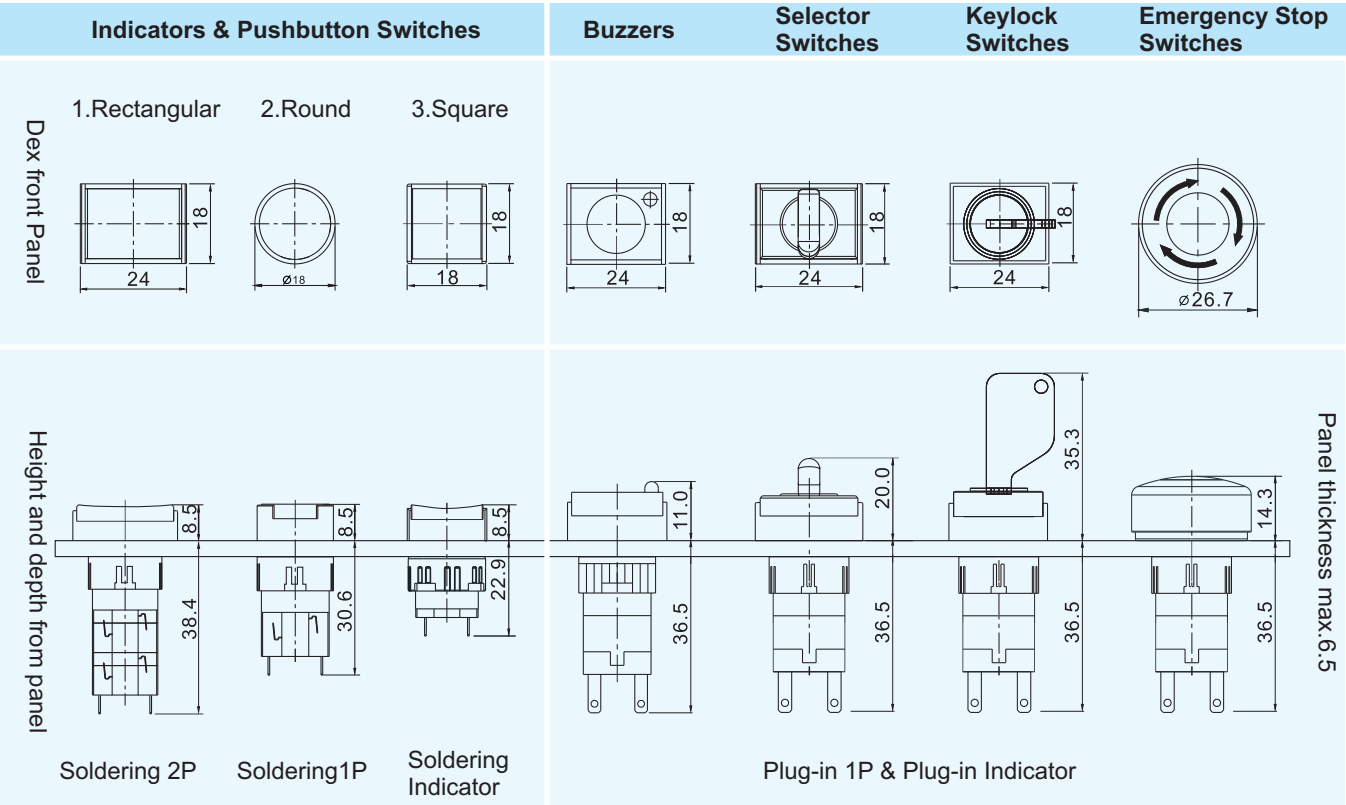 Indicators & Pushbutton Switches
Buzzers
Selector
Switches
Keylock
Switches
Emergency Stop
Switches
Dex front Panel
1.Rectangular
2.Round
3.Square
18
24
ø18
18
18
18
24
18
24
18
24
ø26.7
Height and depth from panel
8.5
38.4
8.5
30.6
8.5
22.9
11.0
36.5
20.0
36.5
35.3
36.5
14.3
36.5
Panel thickness max.6.5
Soldering 2P
Soldering1P
Soldering
Indicator
Plug-in 1P & Plug-in Indicator